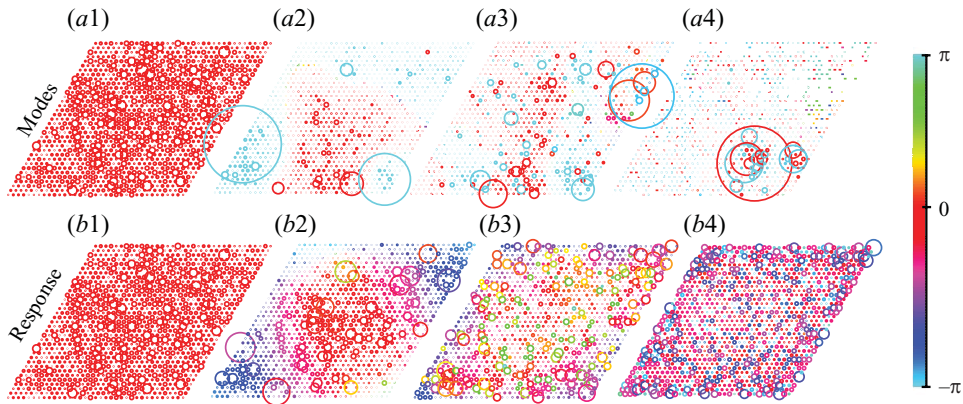 (a1) (a2) (a3) (a4)
Modes
π
0
−π
(b1) (b2) (b3) (b4)
Response